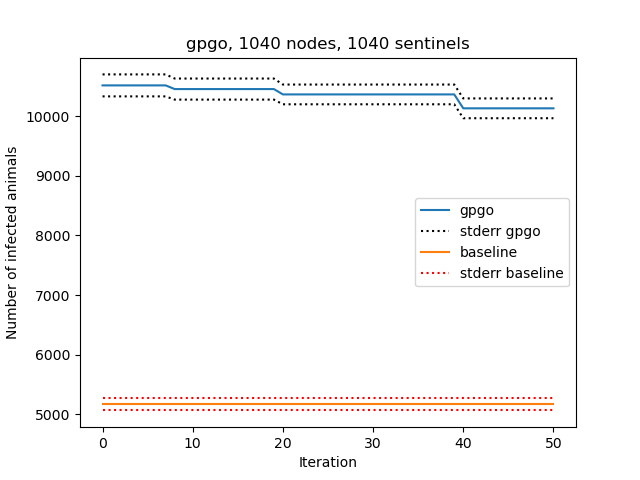 gpgo, 1040 nodes, 1040 sentinels
Number of infected animals
10000
9000
8000
7000
6000
5000
gpgo
stderr gpgo
baseline
stderr baseline
0 10 20 30 40 50
Iteration